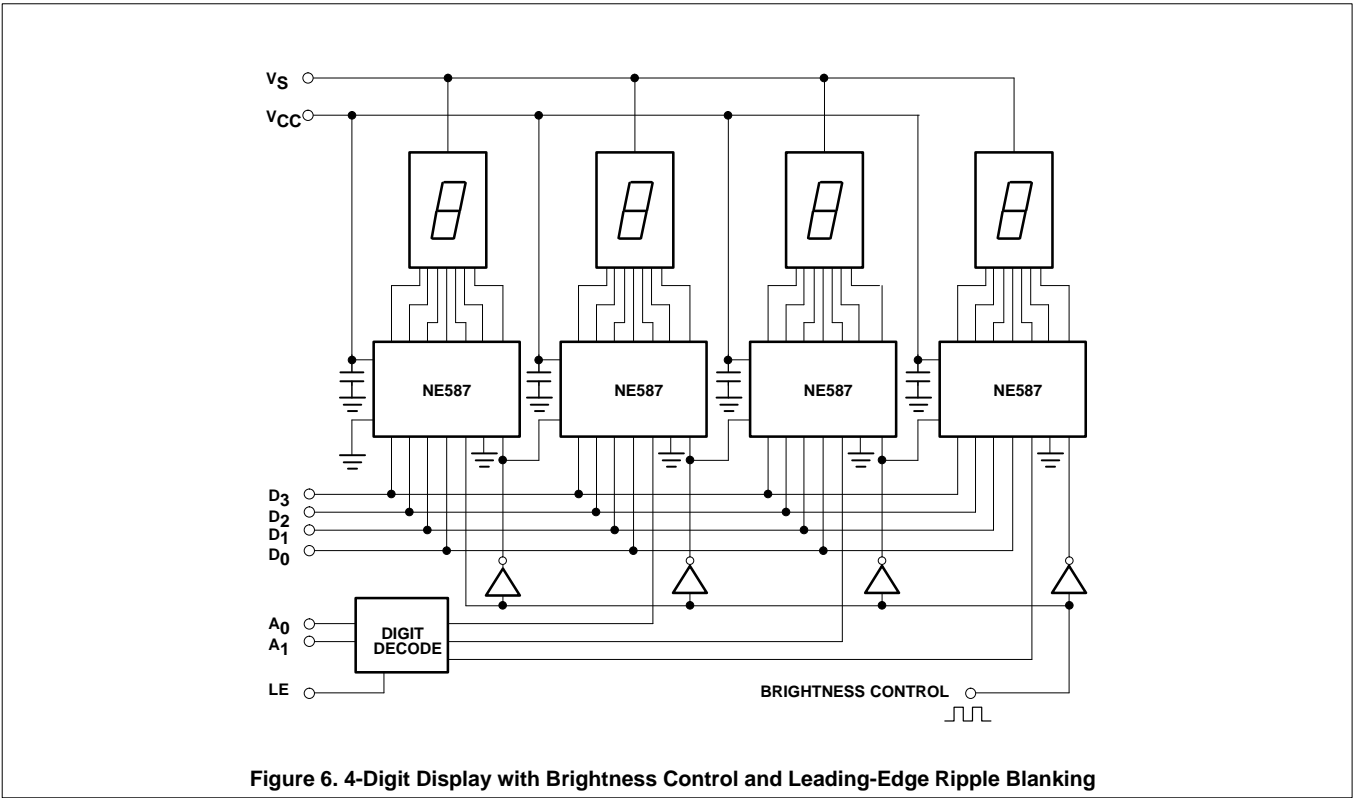 VS
VCC
NE587 NE587 NE587 NE587
D3
D2
D1
D0
A0
A1
DIGIT
DECODE
LE
BRIGHTNESS CONTROL
Figure 6. 4-Digit Display with Brightness Control and Leading-Edge Ripple Blanking